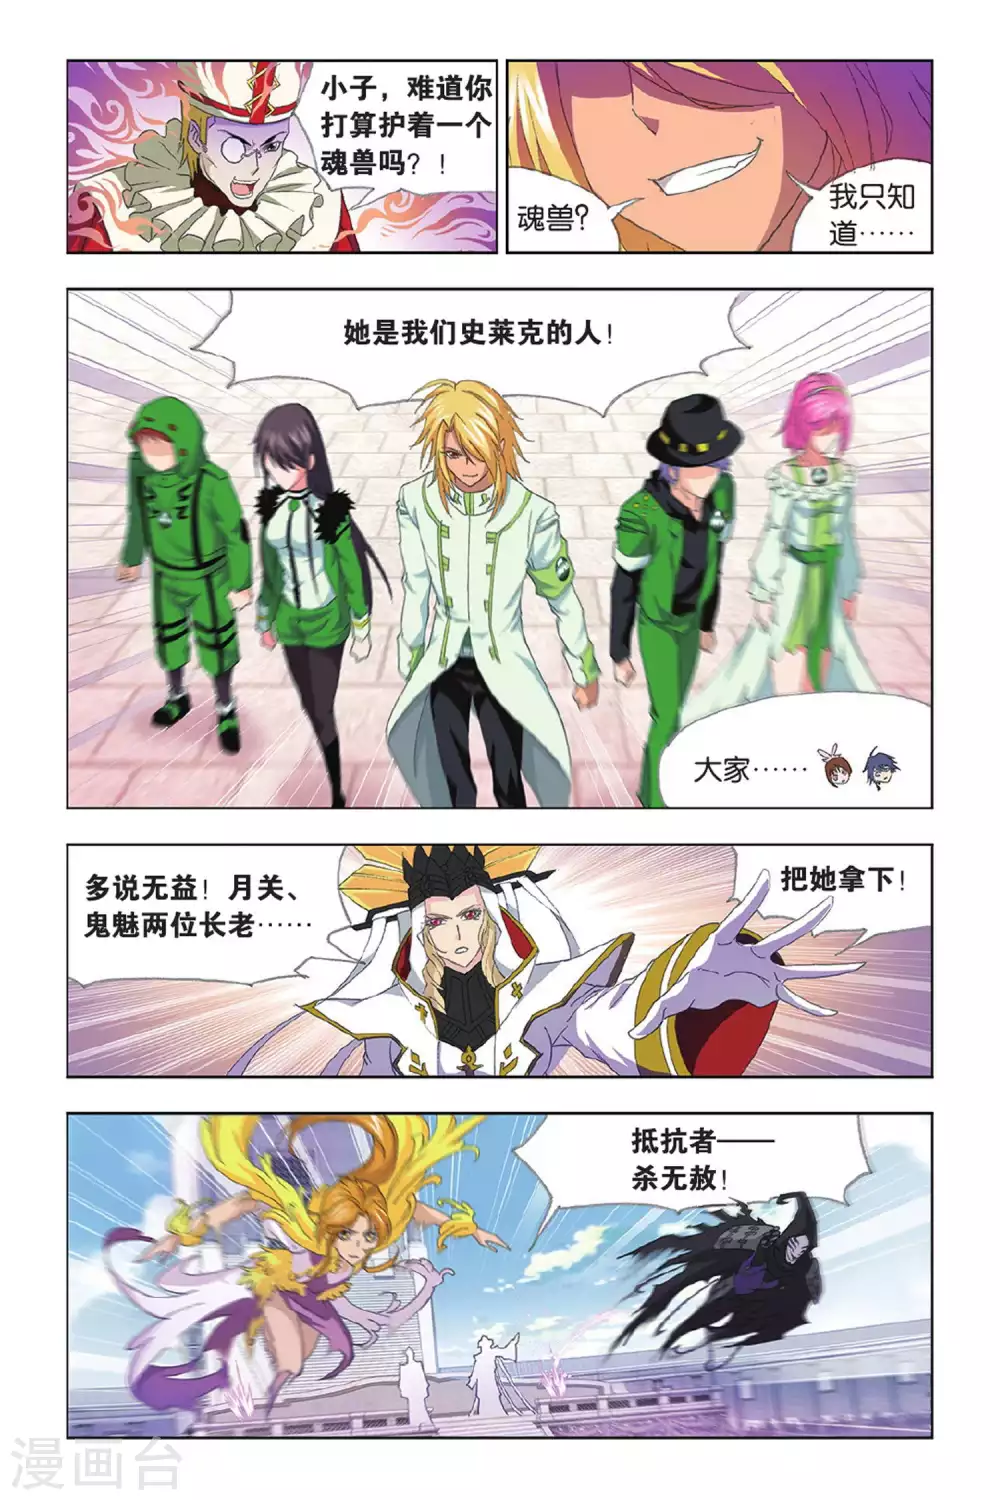 小子，难道你
打算护着一个
魂兽吗？！
魂兽？
我只知
道……
她是我们史莱克的人！
大家……
多说无益！月关、
鬼魅两位长老……
把她拿下！
抵抗者——
杀无赦！
漫画台